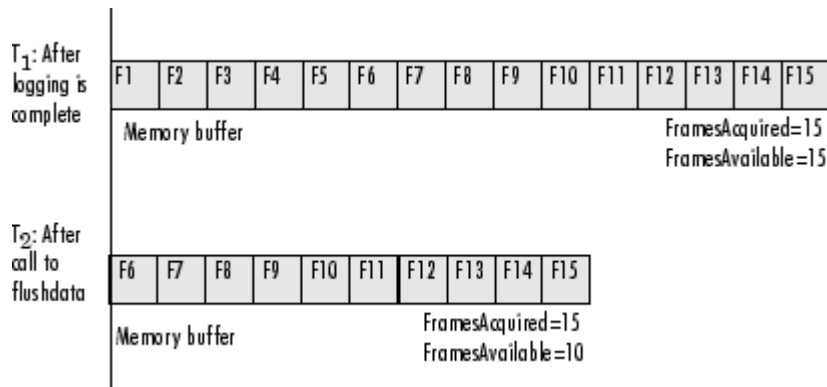 T1: After
logging is
complete
F1 F2 F3 F4 F5 F6 F7 F8 F9 F10 F11 F12 F13 F14 F15
Memory buffer
FramesAcquired=15
FramesAvailable=15
T2: After
call to
flushdata
F6 F7 F8 F9 F10 F11 F12 F13 F14 F15
Memory buffer
FramesAcquired=15
FramesAvailable=10